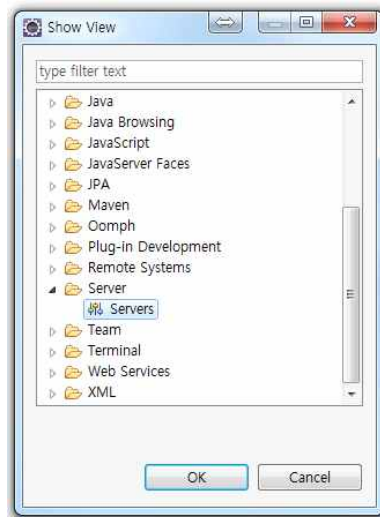 Show View
type filter text
Java
Java Browsing
JavaScript
JavaServer Faces
JPA
Maven
Oomph
Plug-in Development
Remote Systems
Server
Servers
Team
Terminal
Web Services
XML
OK Cancel